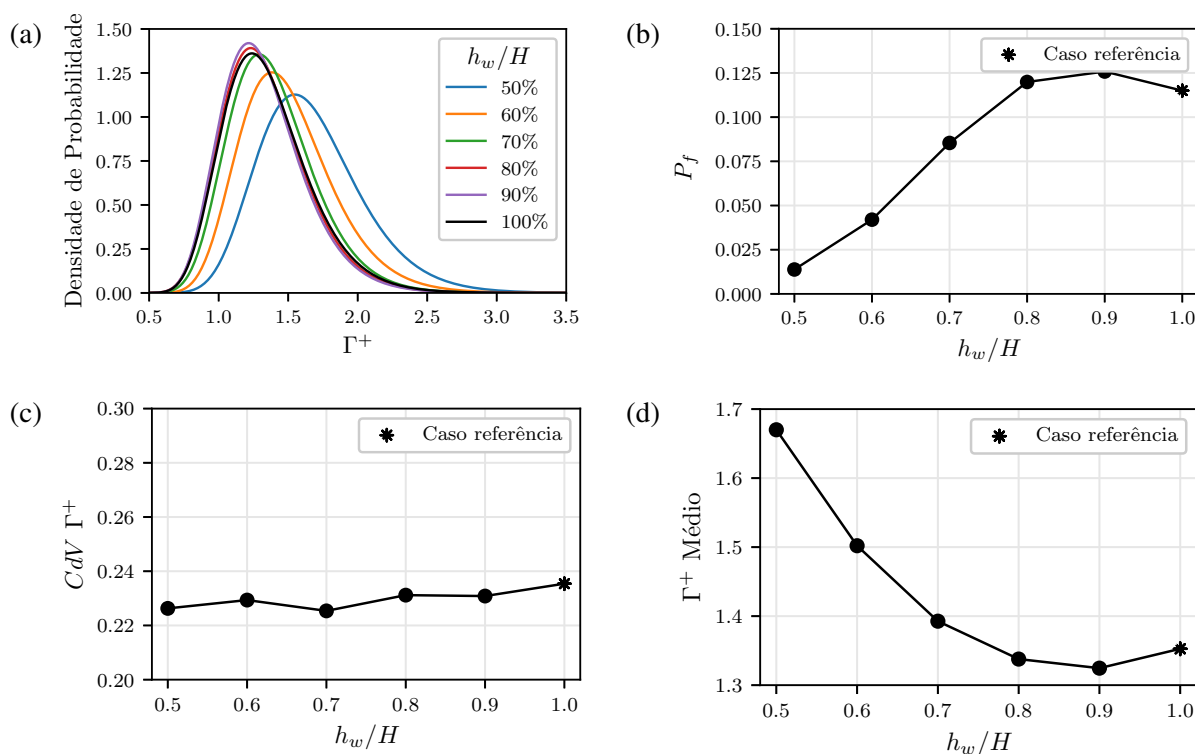 (a)
Densidade de Probabilidade
1.50
1.25
1.00
0.75
0.50
0.25
0.00
0.5 1.0 1.5 2.0 2.5 3.0 3.5
Γ⁺
h_w/H
50%
60%
70%
80%
90%
100%
(b)
P_f
0.150
0.125
0.100
0.075
0.050
0.025
0.000
0.5 0.6 0.7 0.8 0.9 1.0
h_w/H
Caso referência
(c)
CdV Γ⁺
0.30
0.28
0.26
0.24
0.22
0.20
0.5 0.6 0.7 0.8 0.9 1.0
h_w/H
Caso referência
(d)
Γ⁺ Médio
1.7
1.6
1.5
1.4
1.3
0.5 0.6 0.7 0.8 0.9 1.0
h_w/H
Caso referência